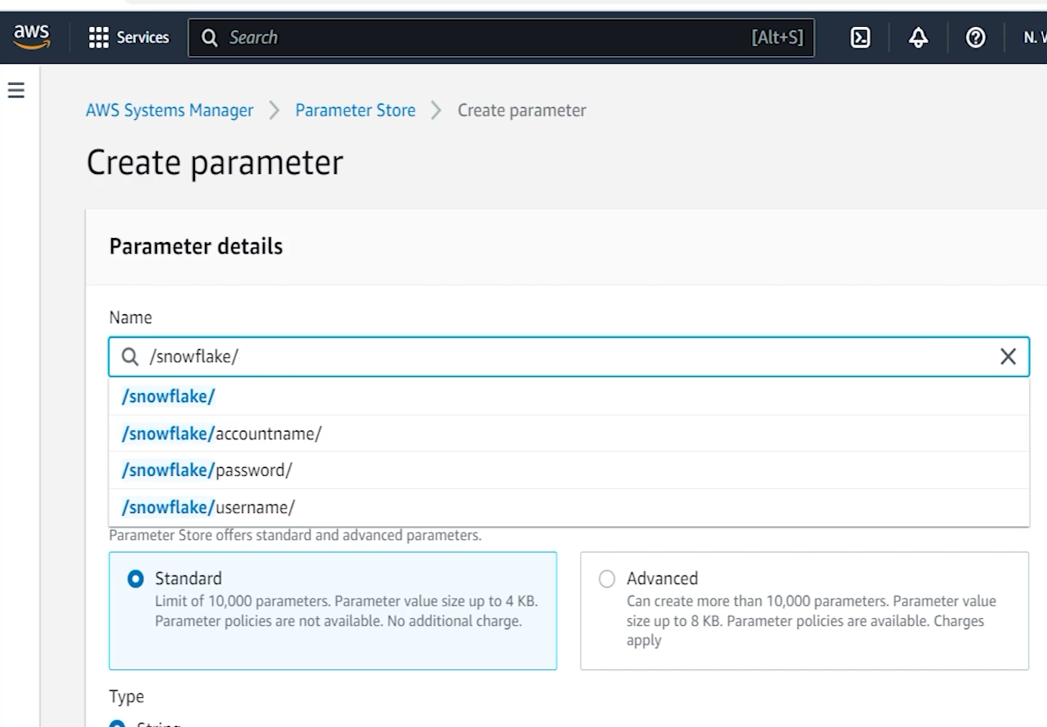 aws
Services
Search
[Alt+S]
N.
AWS Systems Manager > Parameter Store > Create parameter
Create parameter
Parameter details
Name
/snowflake/
/snowflake/
/snowflake/accountname/
/snowflake/password/
/snowflake/username/
Parameter Store offers standard and advanced parameters.
Standard
Limit of 10,000 parameters. Parameter value size up to 4 KB.
Parameter policies are not available. No additional charge.
Advanced
Can create more than 10,000 parameters. Parameter value
size up to 8 KB. Parameter policies are available. Charges
apply
Type
String